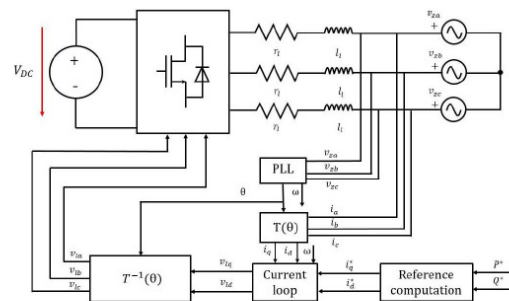 v_za
+
V_DC
+
-
r_l
l_l
v_zb
+
r_l
l_l
v_zc
+
r_l
l_l
v_za
PLL
v_zb
v_zc
θ
ω
T(θ)
i_a
i_b
i_c
i_q
i_d
ω
v_la
v_lb
v_lc
T⁻¹(θ)
v_lq
v_ld
Current
loop
i_q*
i_d*
Reference
computation
P*
Q*